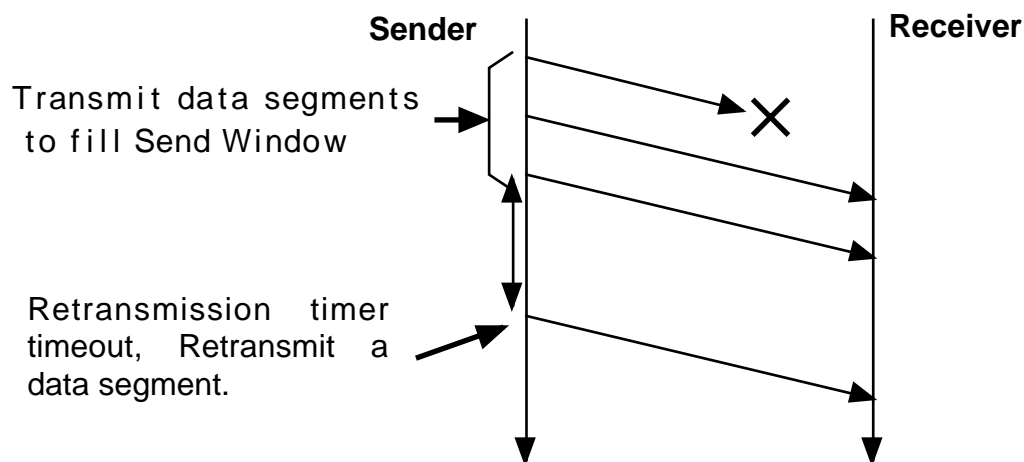 Sender
Receiver
Transmit data segments
to fill Send Window
Retransmission timer
timeout, Retransmit a
data segment.